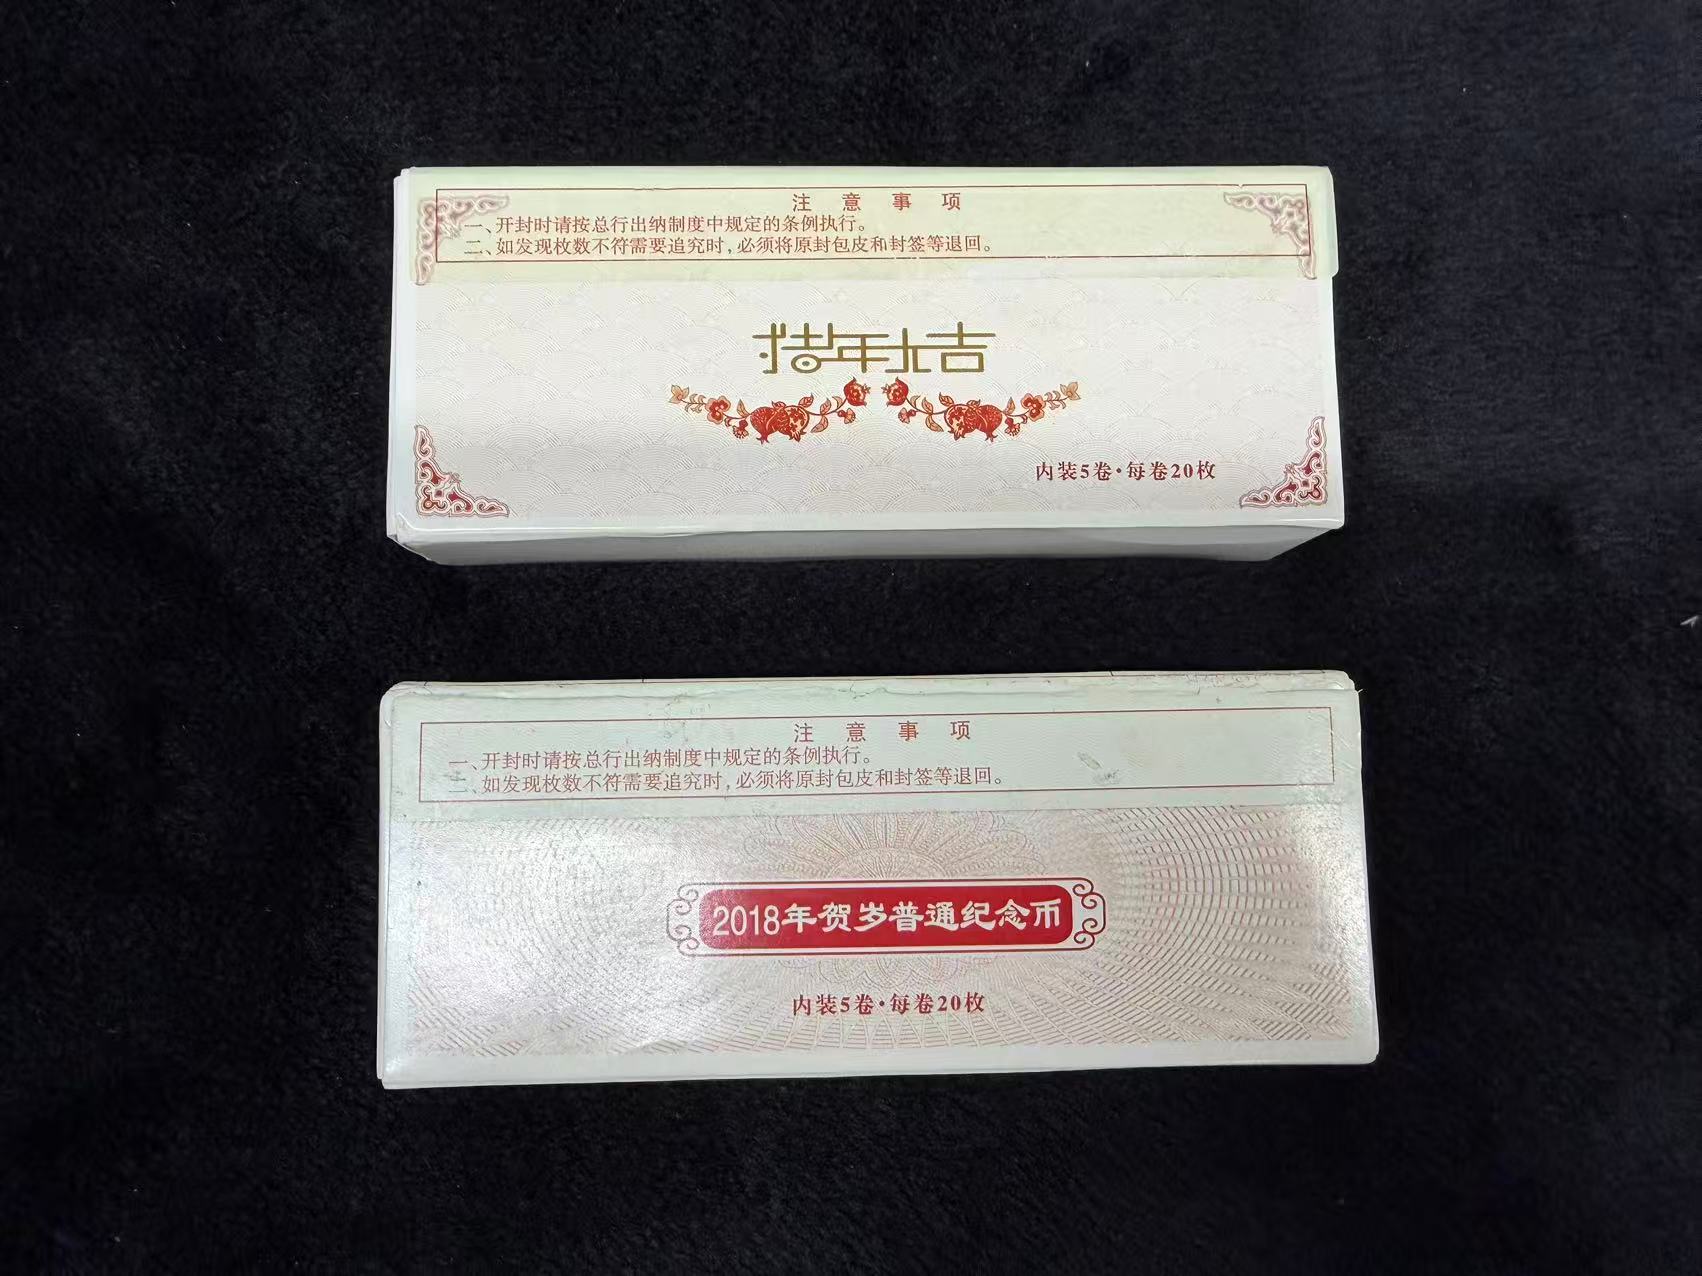 注意事项
一、开封时请按总行出纳制度中规定的条例执行。
二、如发现枚数不符需要追究时,必须将原封包皮和封签等退回。
猪年大吉
内装5卷·每卷20枚
注意事项
一、开封时请按总行出纳制度中规定的条例执行。
二、如发现枚数不符需要追究时,必须将原封包皮和封签等退回。
2018年贺岁普通纪念币
内装5卷·每卷20枚